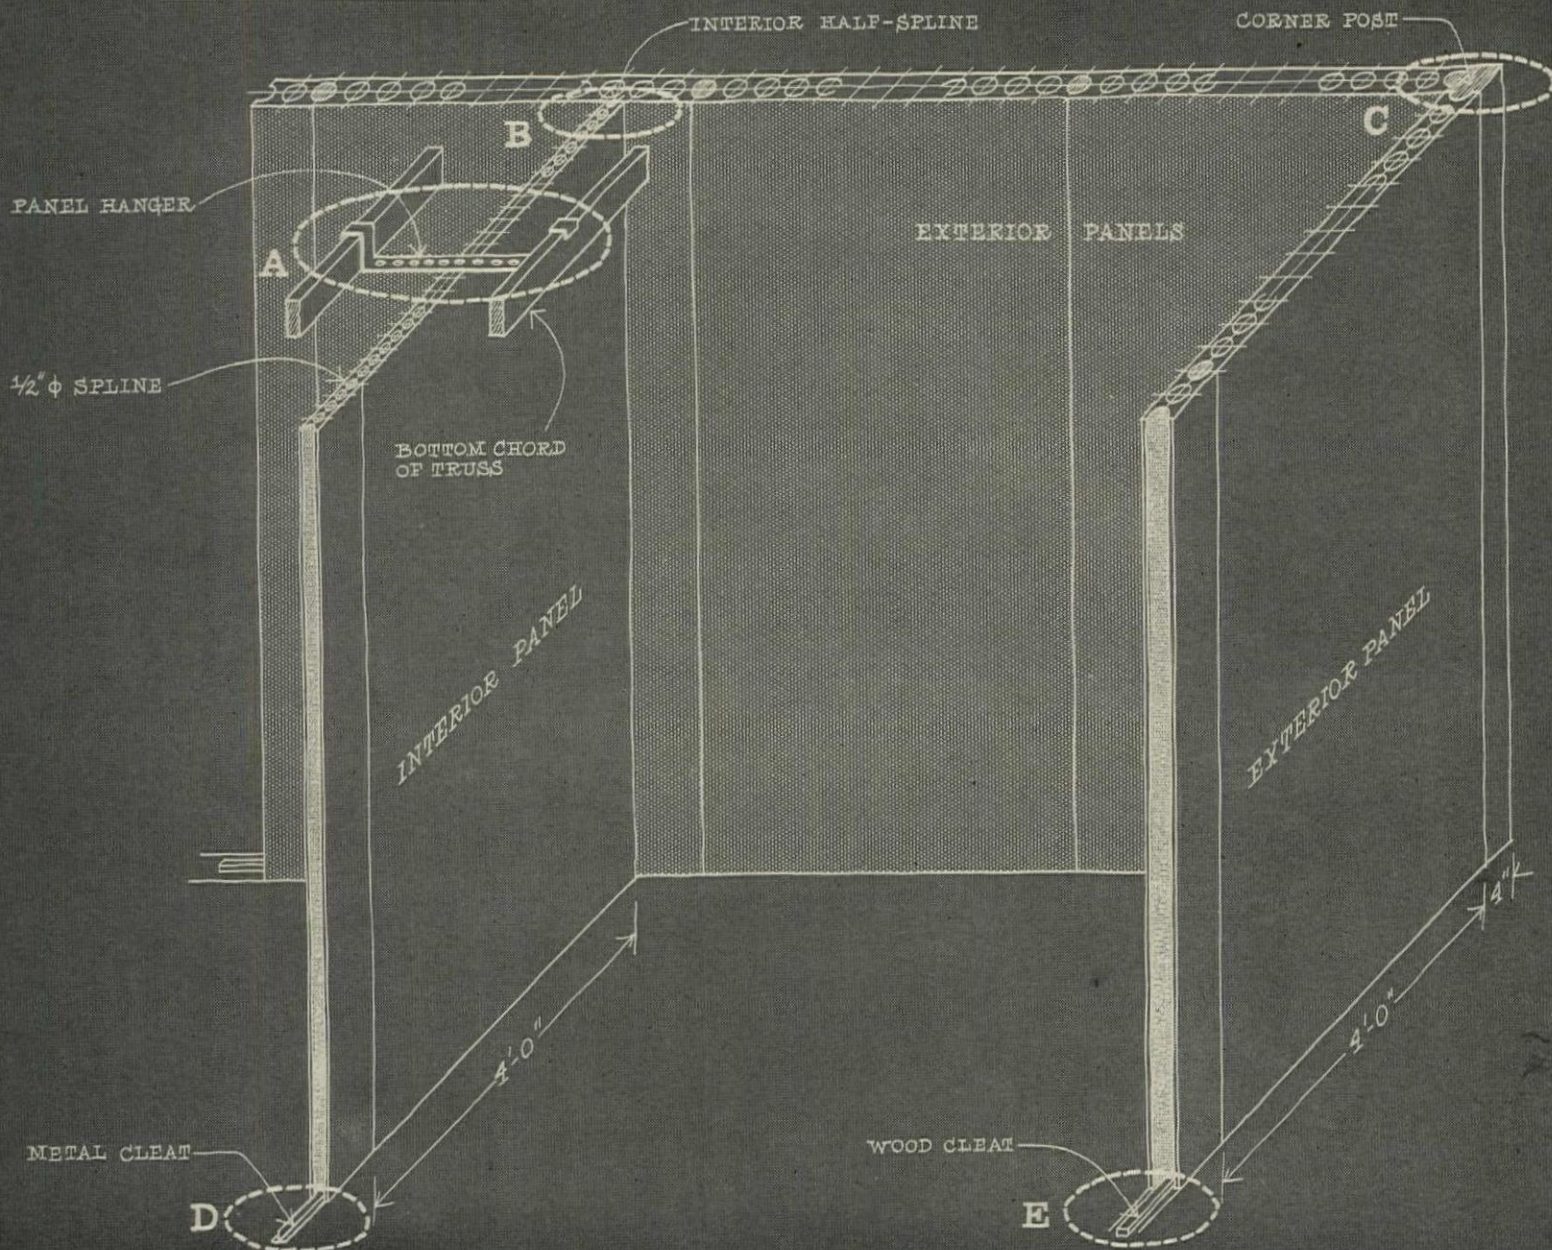 INTERIOR HALF-SPLINE
CORNER POST
B
C
PANEL HANGER
A
EXTERIOR PANELS
1/2" ϕ SPLINE
BOTTOM CHORD
OF TRUSS
INTERIOR PANEL
EXTERIOR PANEL
4"
4'-0"
4'-0"
METAL CLEAT
WOOD CLEAT
D
E